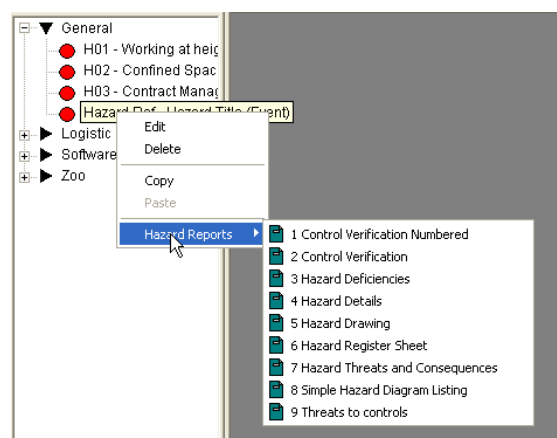 General
H01 - Working at heig
H02 - Confined Spac
H03 - Contract Manag
Hazard Ref - Hazard Title (Event)
Logistic
Software
Zoo
Edit
Delete
Copy
Paste
Hazard Reports
1 Control Verification Numbered
2 Control Verification
3 Hazard Deficiencies
4 Hazard Details
5 Hazard Drawing
6 Hazard Register Sheet
7 Hazard Threats and Consequences
8 Simple Hazard Diagram Listing
9 Threats to controls